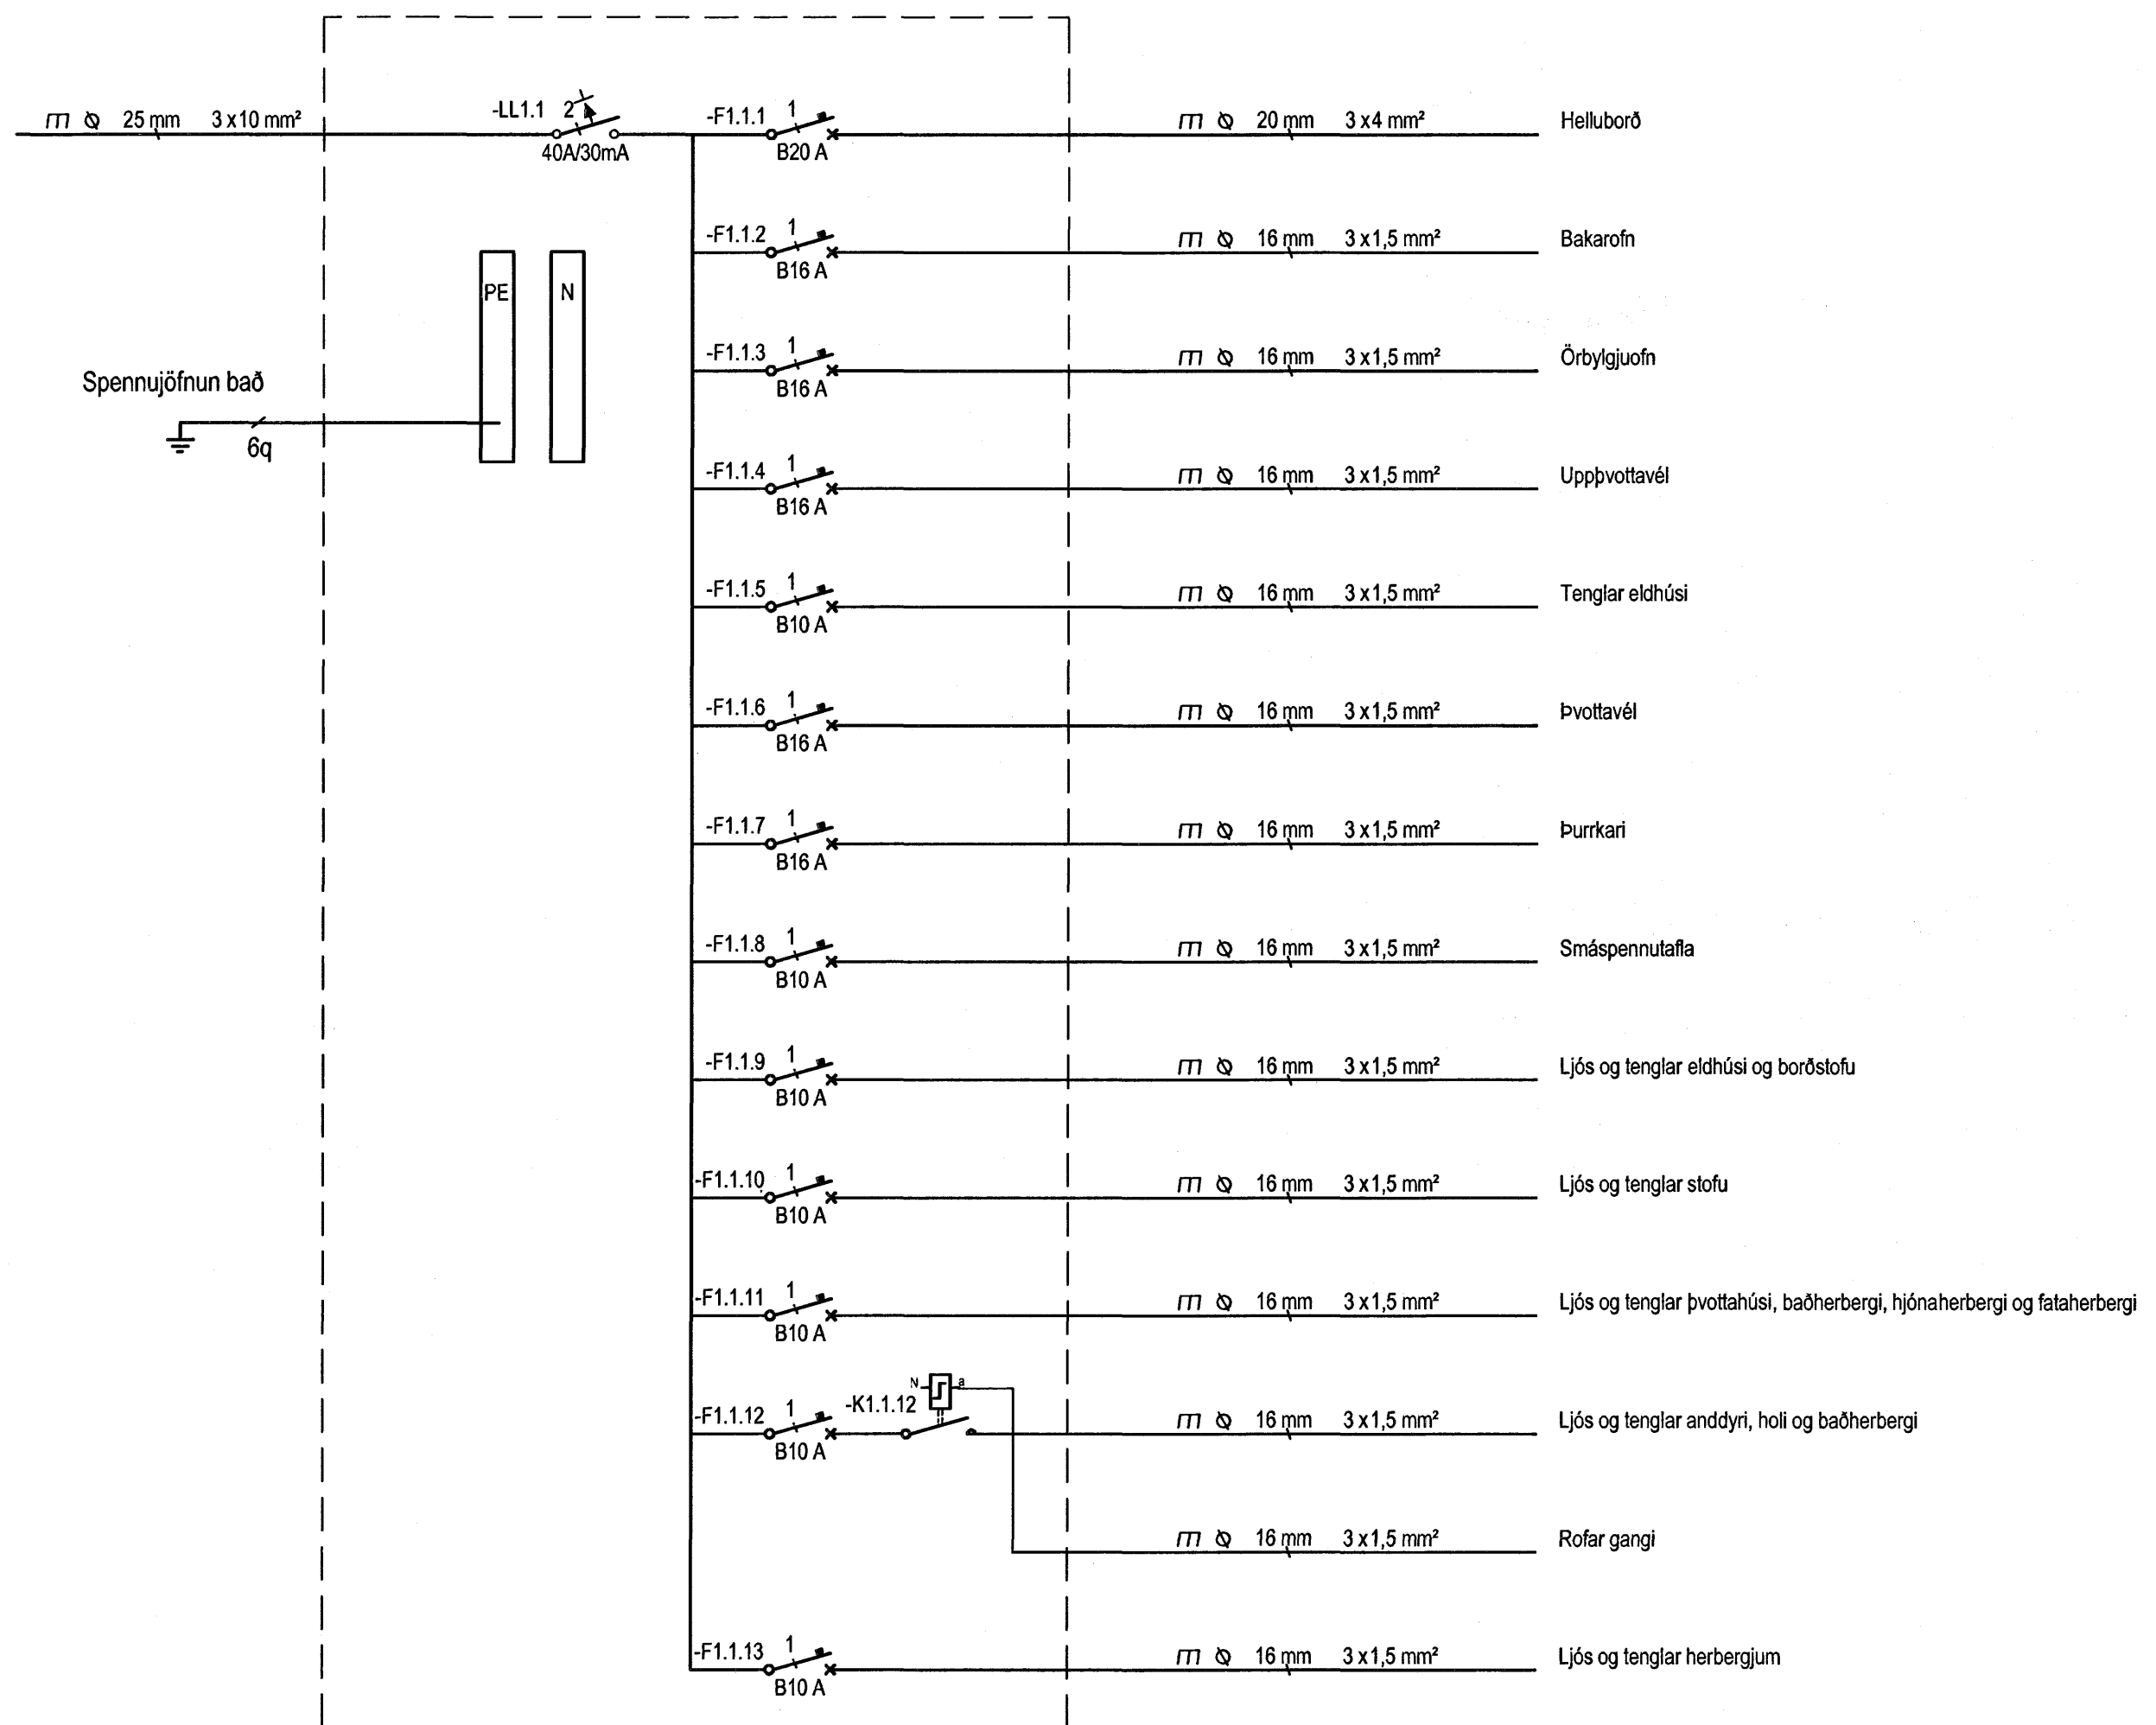 25 mm 3 x 10 mm²
-LL1.1 2
40A/30mA
-F1.1.1 1
B20 A
20 mm 3 x 4 mm² Helluborð
-F1.1.2 1
B16 A
16 mm 3 x 1,5 mm² Bakarofn
PE N
-F1.1.3 1
B16 A
16 mm 3 x 1,5 mm² Örbylgjuofn
Spennujöfnun bað
6q
-F1.1.4 1
B16 A
16 mm 3 x 1,5 mm² Uppþvottavél
-F1.1.5 1
B10 A
16 mm 3 x 1,5 mm² Tenglar eldhúsi
-F1.1.6 1
B16 A
16 mm 3 x 1,5 mm² Þvottavél
-F1.1.7 1
B16 A
16 mm 3 x 1,5 mm² Þurrkari
-F1.1.8 1
B10 A
16 mm 3 x 1,5 mm² Smáspennutafla
-F1.1.9 1
B10 A
16 mm 3 x 1,5 mm² Ljós og tenglar eldhúsi og borðstofu
-F1.1.10 1
B10 A
16 mm 3 x 1,5 mm² Ljós og tenglar stofu
-F1.1.11 1
B10 A
16 mm 3 x 1,5 mm² Ljós og tenglar þvottahúsi, baðherbergi, hjónaherbergi og fataherbergi
N a
-F1.1.12 1
B10 A
-K1.1.12
16 mm 3 x 1,5 mm² Ljós og tenglar anddyri, holi og baðherbergi
16 mm 3 x 1,5 mm² Rofar gangi
-F1.1.13 1
B10 A
16 mm 3 x 1,5 mm² Ljós og tenglar herbergjum